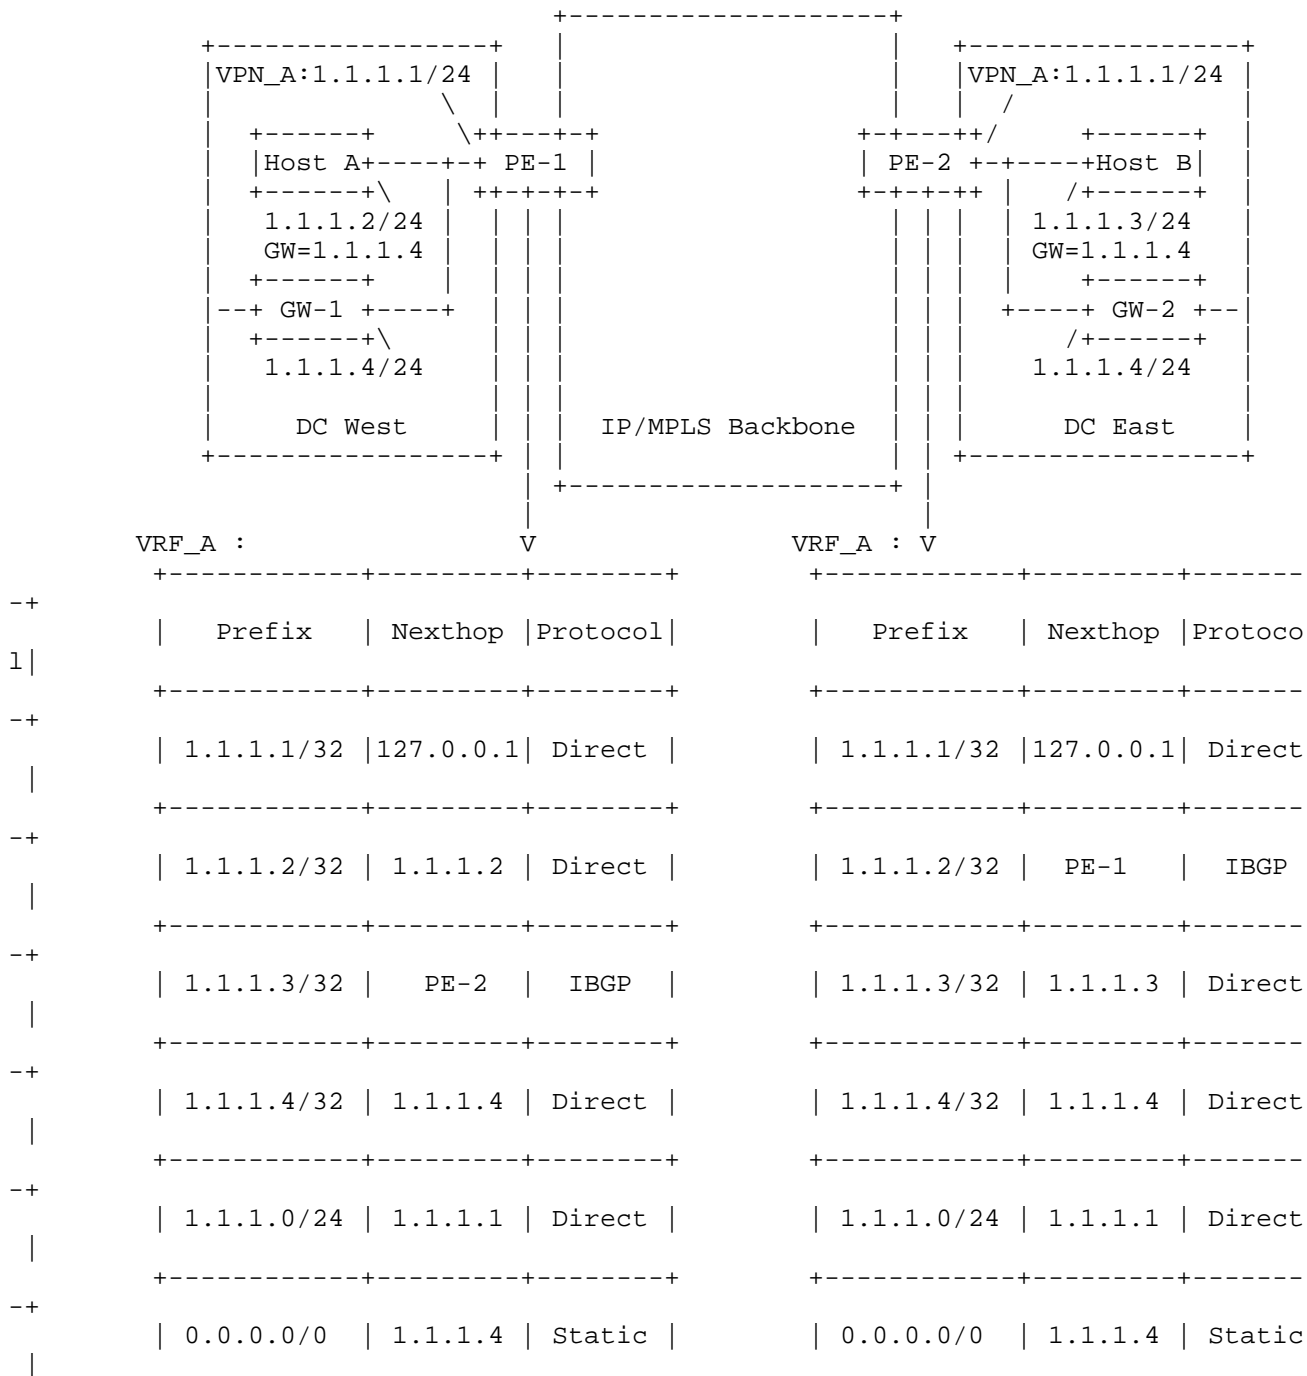 +--------------------+
+-----------------+ | | +-----------------+
|VPN_A:1.1.1.1/24 | | | |VPN_A:1.1.1.1/24 |
| \ | | | | / |
| +------+ \++---+-+ +-+---++/ +------+ |
| |Host A+----+-+ PE-1 | | PE-2 +-+----+Host B| |
| +------+\ | ++-+-+-+ +-+-+-++ | /+------+ |
| 1.1.1.2/24 | | | | | | | | 1.1.1.3/24 |
| GW=1.1.1.4 | | | | | | | | GW=1.1.1.4 |
| +------+ | | | | | | | | +------+ |
|--+ GW-1 +----+ | | | | | | +----+ GW-2 +--|
| +------+\ | | | | | | /+------+ |
| 1.1.1.4/24 | | | | | | 1.1.1.4/24 |
| | | | | | | |
| DC West | | | IP/MPLS Backbone | | | DC East |
+-----------------+ | | | | +-----------------+
| +--------------------+ |
| |
VRF_A : V VRF_A : V
+------------+---------+--------+ +------------+---------+-------
-+
| Prefix | Nexthop |Protocol| | Prefix | Nexthop |Protoco
l|
+------------+---------+--------+ +------------+---------+-------
-+
| 1.1.1.1/32 |127.0.0.1| Direct | | 1.1.1.1/32 |127.0.0.1| Direct
|
+------------+---------+--------+ +------------+---------+-------
-+
| 1.1.1.2/32 | 1.1.1.2 | Direct | | 1.1.1.2/32 | PE-1 | IBGP
|
+------------+---------+--------+ +------------+---------+-------
-+
| 1.1.1.3/32 | PE-2 | IBGP | | 1.1.1.3/32 | 1.1.1.3 | Direct
|
+------------+---------+--------+ +------------+---------+-------
-+
| 1.1.1.4/32 | 1.1.1.4 | Direct | | 1.1.1.4/32 | 1.1.1.4 | Direct
|
+------------+---------+--------+ +------------+---------+-------
-+
| 1.1.1.0/24 | 1.1.1.1 | Direct | | 1.1.1.0/24 | 1.1.1.1 | Direct
|
+------------+---------+--------+ +------------+---------+-------
-+
| 0.0.0.0/0 | 1.1.1.4 | Static | | 0.0.0.0/0 | 1.1.1.4 | Static
|